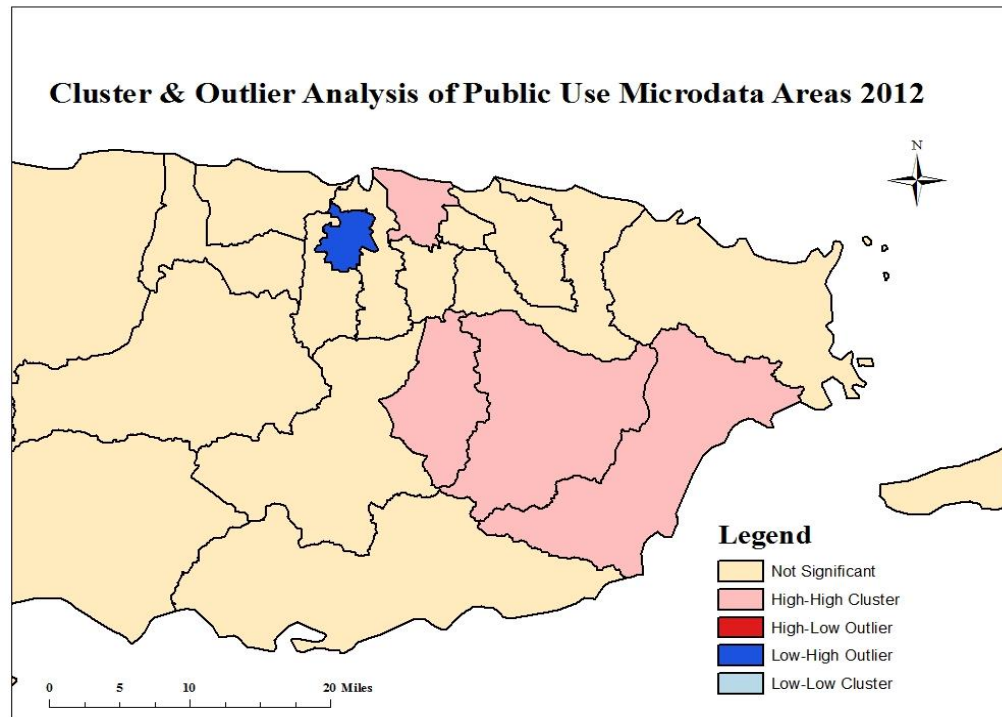 Cluster & Outlier Analysis of Public Use Microdata Areas 2012
N
Legend
Not Significant
High-High Cluster
High-Low Outlier
Low-High Outlier
Low-Low Cluster
0 5 10 20 Miles